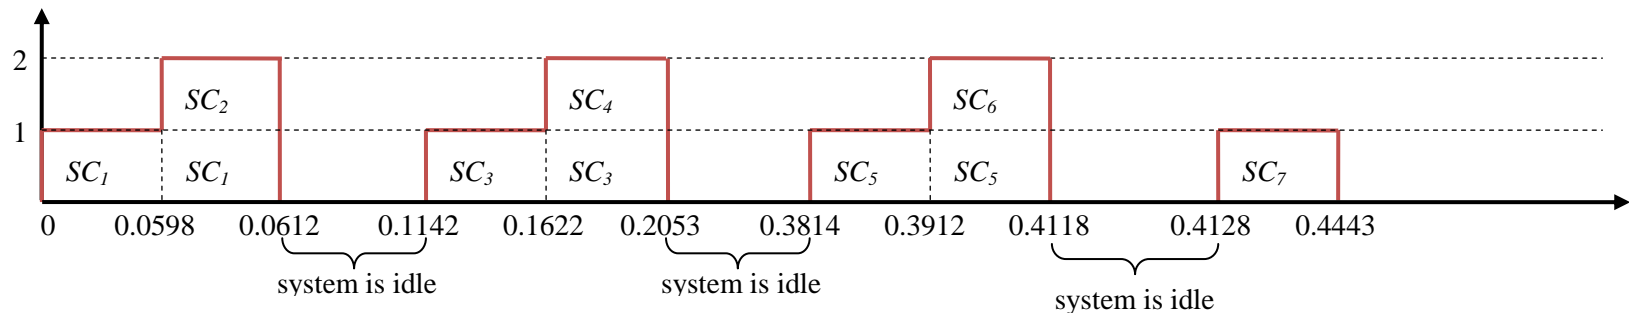 2
SC2 SC4 SC6
1
SC1 SC1 SC3 SC3 SC5 SC5 SC7
0 0.0598 0.0612 0.1142 0.1622 0.2053 0.3814 0.3912 0.4118 0.4128 0.4443
system is idle system is idle system is idle